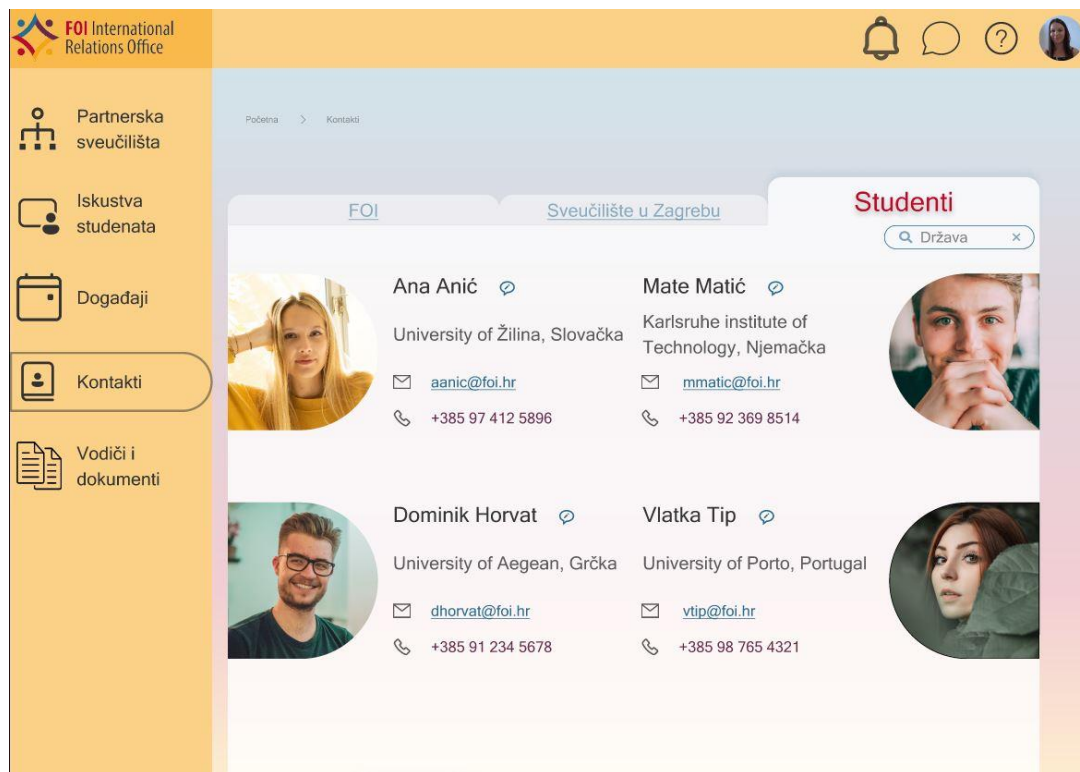 FOI International
Relations Office
Partnerska
sveučilišta
Iskustva
studenata
Događaji
Kontakti
Vodiči i
dokumenti
Početna > Kontakti
FOI
Sveučilište u Zagrebu
Studenti
Država ×
Ana Anić
University of Žilina, Slovačka
aanic@foi.hr
+385 97 412 5896
Mate Matić
Karlsruhe institute of
Technology, Njemačka
mmatic@foi.hr
+385 92 369 8514
Dominik Horvat
University of Aegean, Grčka
dhorvat@foi.hr
+385 91 234 5678
Vlatka Tip
University of Porto, Portugal
vtip@foi.hr
+385 98 765 4321